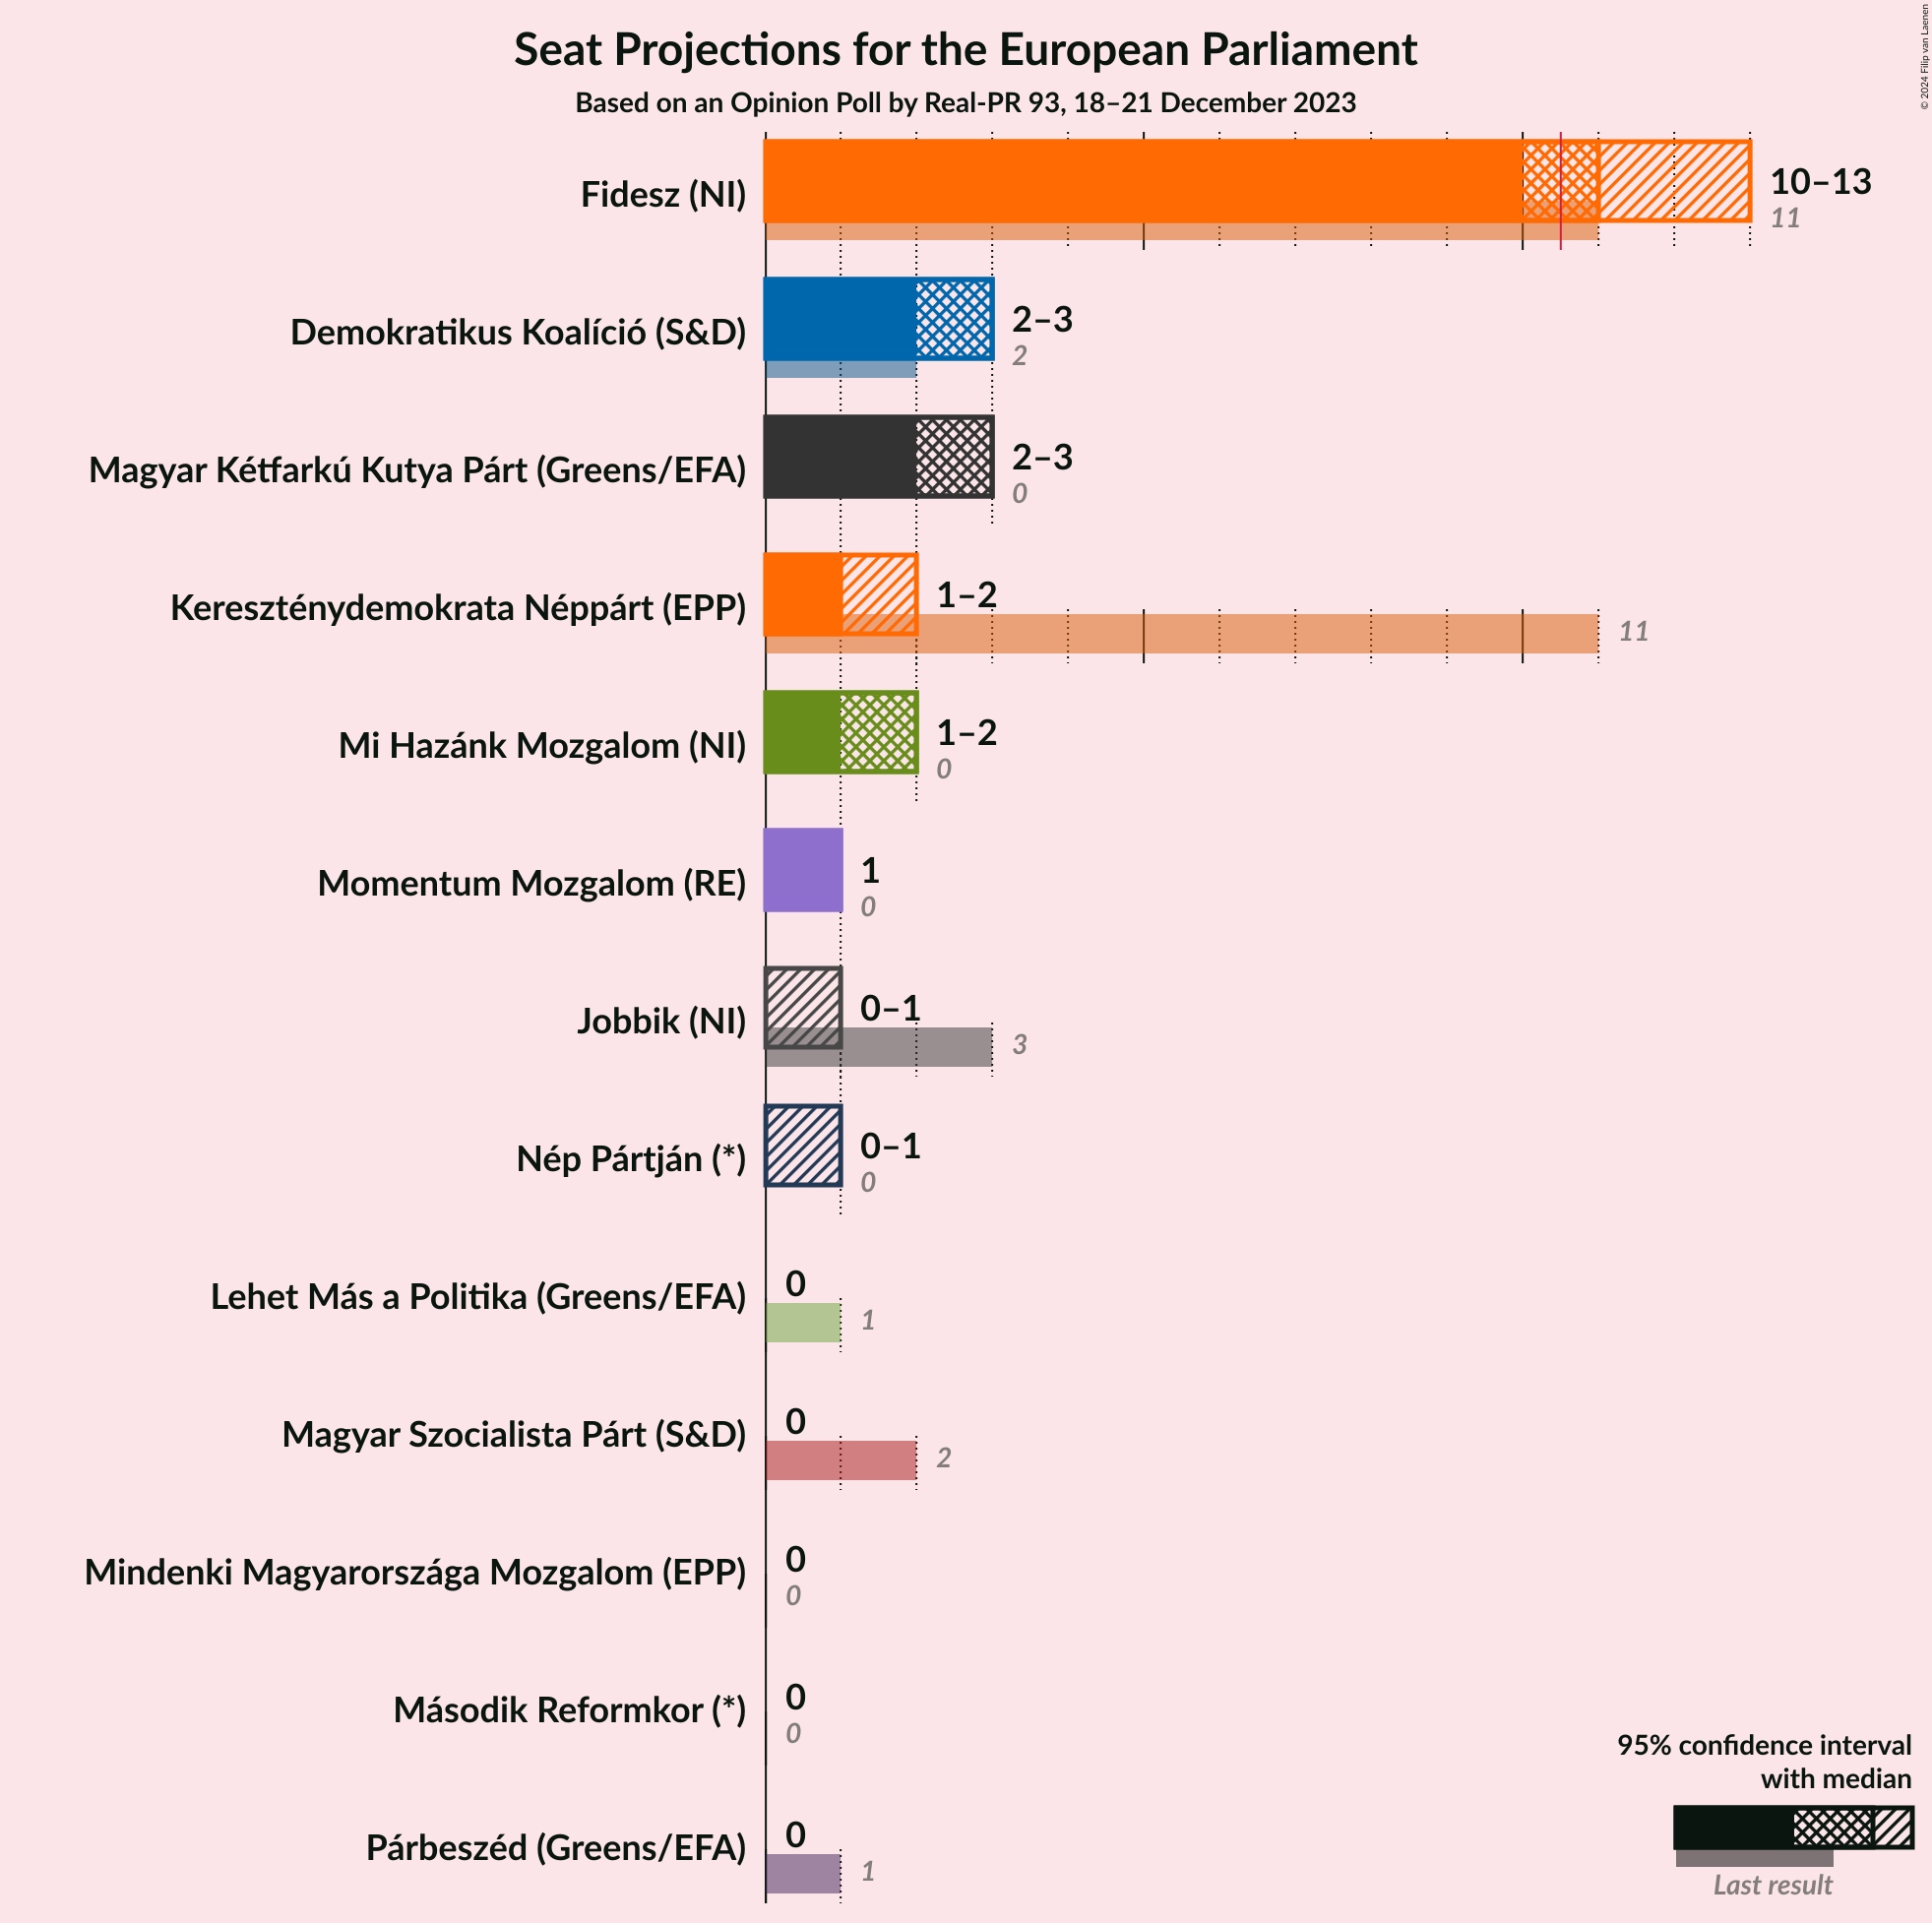 © 2024 Filip van Laenen
Seat Projections for the European Parliament
Based on an Opinion Poll by Real-PR 93, 18–21 December 2023
Fidesz (NI)
10–13
11
Demokratikus Koalíció (S&D)
2–3
2
Magyar Kétfarkú Kutya Párt (Greens/EFA)
2–3
0
Kereszténydemokrata Néppárt (EPP)
1–2
11
Mi Hazánk Mozgalom (NI)
1–2
0
Momentum Mozgalom (RE)
1
0
Jobbik (NI)
0–1
3
Nép Pártján (*)
0–1
0
Lehet Más a Politika (Greens/EFA)
0
1
Magyar Szocialista Párt (S&D)
0
2
Mindenki Magyarországa Mozgalom (EPP)
0
0
Második Reformkor (*)
0
0
Párbeszéd (Greens/EFA)
0
1
95% confidence interval
with median
Last result